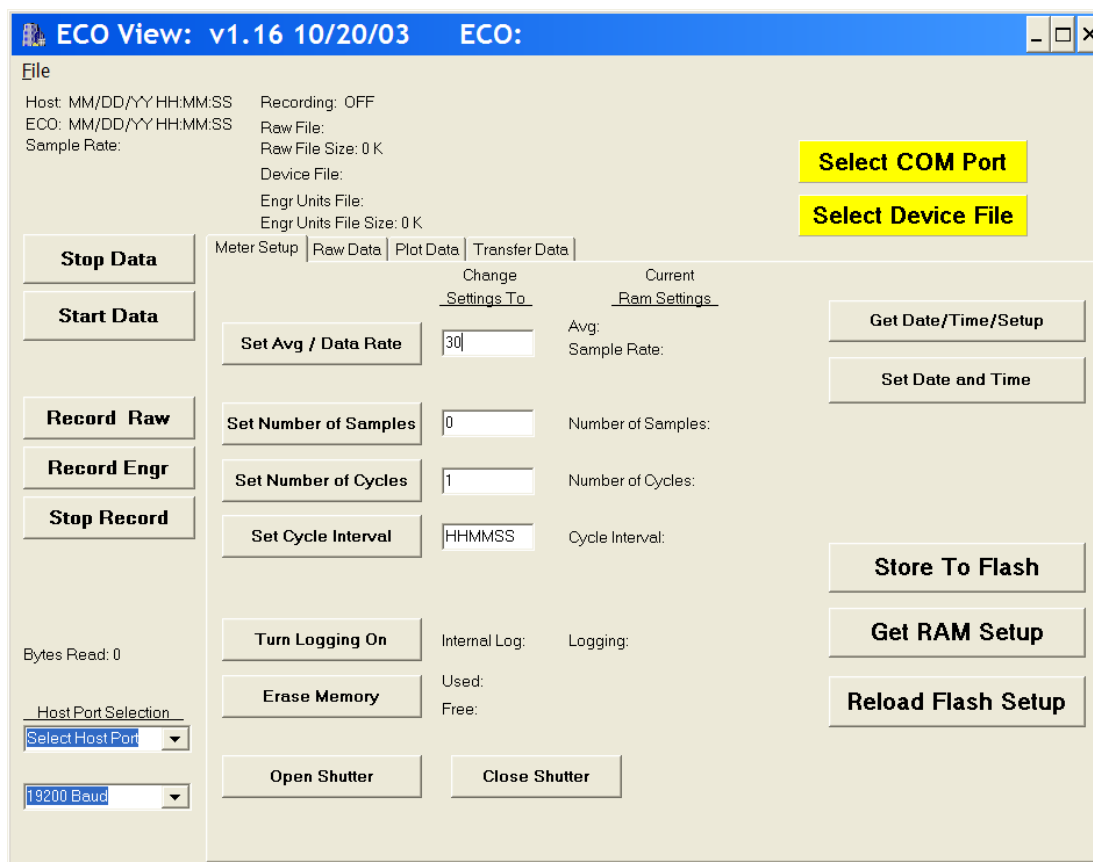 ECO View: v1.16 10/20/03 ECO:
File
Host: MM/DD/YY HH:MM:SS
ECO: MM/DD/YY HH:MM:SS
Sample Rate:
Recording: OFF
Raw File:
Raw File Size: 0 K
Device File:
Engr Units File:
Engr Units File Size: 0 K
Select COM Port
Select Device File
Stop Data
Start Data
Record Raw
Record Engr
Stop Record
Bytes Read: 0
Host Port Selection
Select Host Port
19200 Baud
Meter Setup Raw Data Plot Data Transfer Data
Change
Settings To
Current
Ram Settings
Set Avg / Data Rate 30
Avg:
Sample Rate:
Set Number of Samples 0 Number of Samples:
Set Number of Cycles 1 Number of Cycles:
Set Cycle Interval HHMMSS Cycle Interval:
Turn Logging On Internal Log: Logging:
Erase Memory
Used:
Free:
Open Shutter Close Shutter
Get Date/Time/Setup
Set Date and Time
Store To Flash
Get RAM Setup
Reload Flash Setup